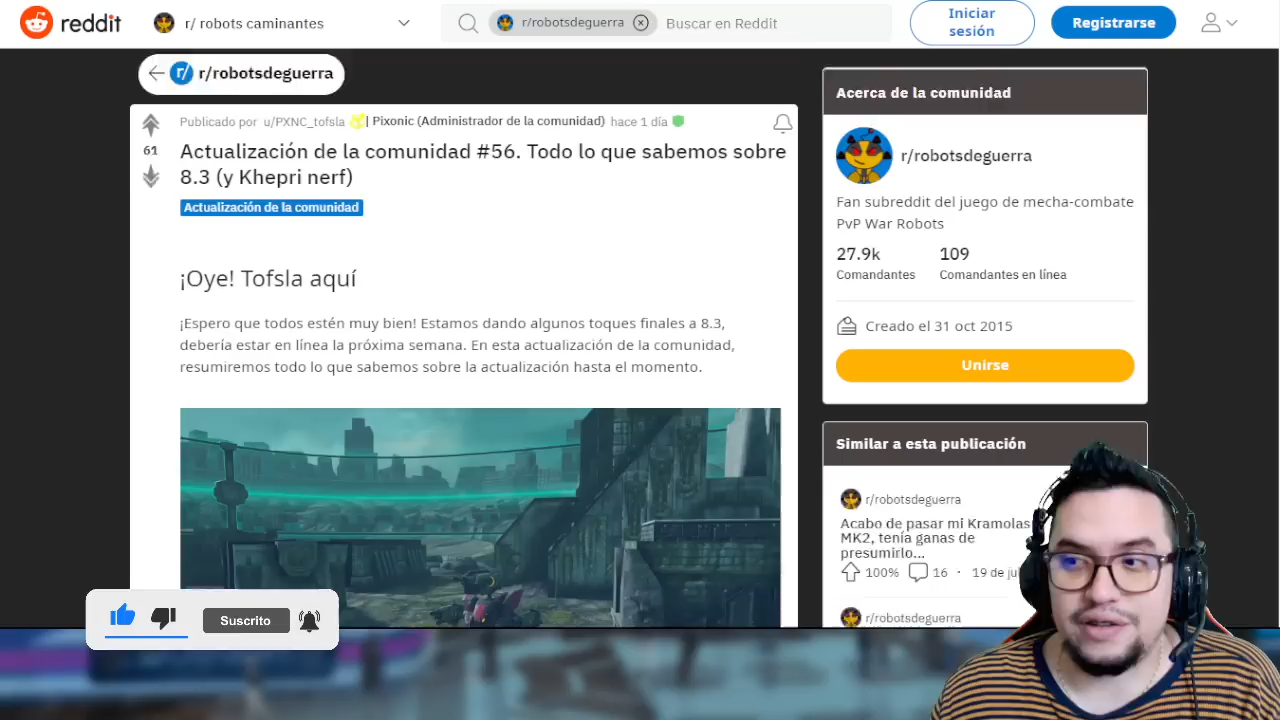 reddit
r/ robots caminantes
r/robotsdeguerra
Buscar en Reddit
Iniciar
sesión
Registrarse
r/ r/robotsdeguerra
Publicado por u/PXNC_tofsla | Pixonic (Administrador de la comunidad) hace 1 día
61
Actualización de la comunidad #56. Todo lo que sabemos sobre
8.3 (y Khepri nerf)
Actualización de la comunidad
¡Oye! Tofsla aquí
¡Espero que todos estén muy bien! Estamos dando algunos toques finales a 8.3,
debería estar en línea la próxima semana. En esta actualización de la comunidad,
resumiremos todo lo que sabemos sobre la actualización hasta el momento.
Suscrito
Acerca de la comunidad
r/robotsdeguerra
Fan subreddit del juego de mecha-combate
PvP War Robots
27.9k 109
Comandantes Comandantes en línea
Creado el 31 oct 2015
Unirse
Similar a esta publicación
r/robotsdeguerra
Acabo de pasar mi Kramolas
MK2, tenía ganas de
presumirlo...
100% 16 · 19 de jul
r/robotsdeguerra